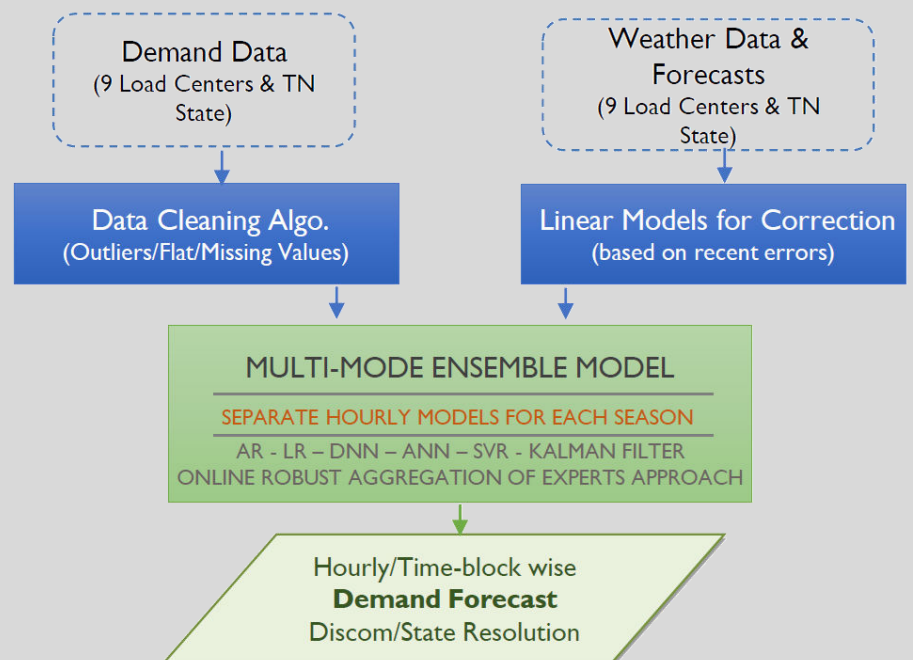 Demand Data
(9 Load Centers & TN
State)
Weather Data &
Forecasts
(9 Load Centers & TN
State)
Data Cleaning Algo.
(Outliers/Flat/Missing Values)
Linear Models for Correction
(based on recent errors)
MULTI-MODE ENSEMBLE MODEL
SEPARATE HOURLY MODELS FOR EACH SEASON
AR - LR – DNN – ANN – SVR - KALMAN FILTER
ONLINE ROBUST AGGREGATION OF EXPERTS APPROACH
Hourly/Time-block wise
Demand Forecast
Discom/State Resolution